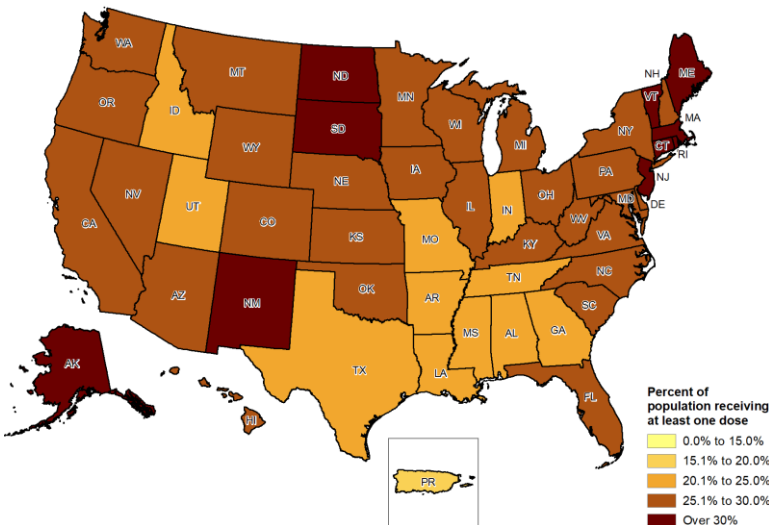 WA
MT
ND
MN
ME
NH
VT
OR
ID
SD
WI
MI
NY
MA
CT
RI
WY
IA
NE
PA
NJ
NV
UT
CO
IL
IN
OH
MD
DE
CA
KS
MO
WV
VA
KY
AZ
NM
OK
AR
TN
NC
SC
MS
AL
GA
TX
LA
AK
HI
FL
PR
Percent of
population receiving
at least one dose
0.0% to 15.0%
15.1% to 20.0%
20.1% to 25.0%
25.1% to 30.0%
Over 30%